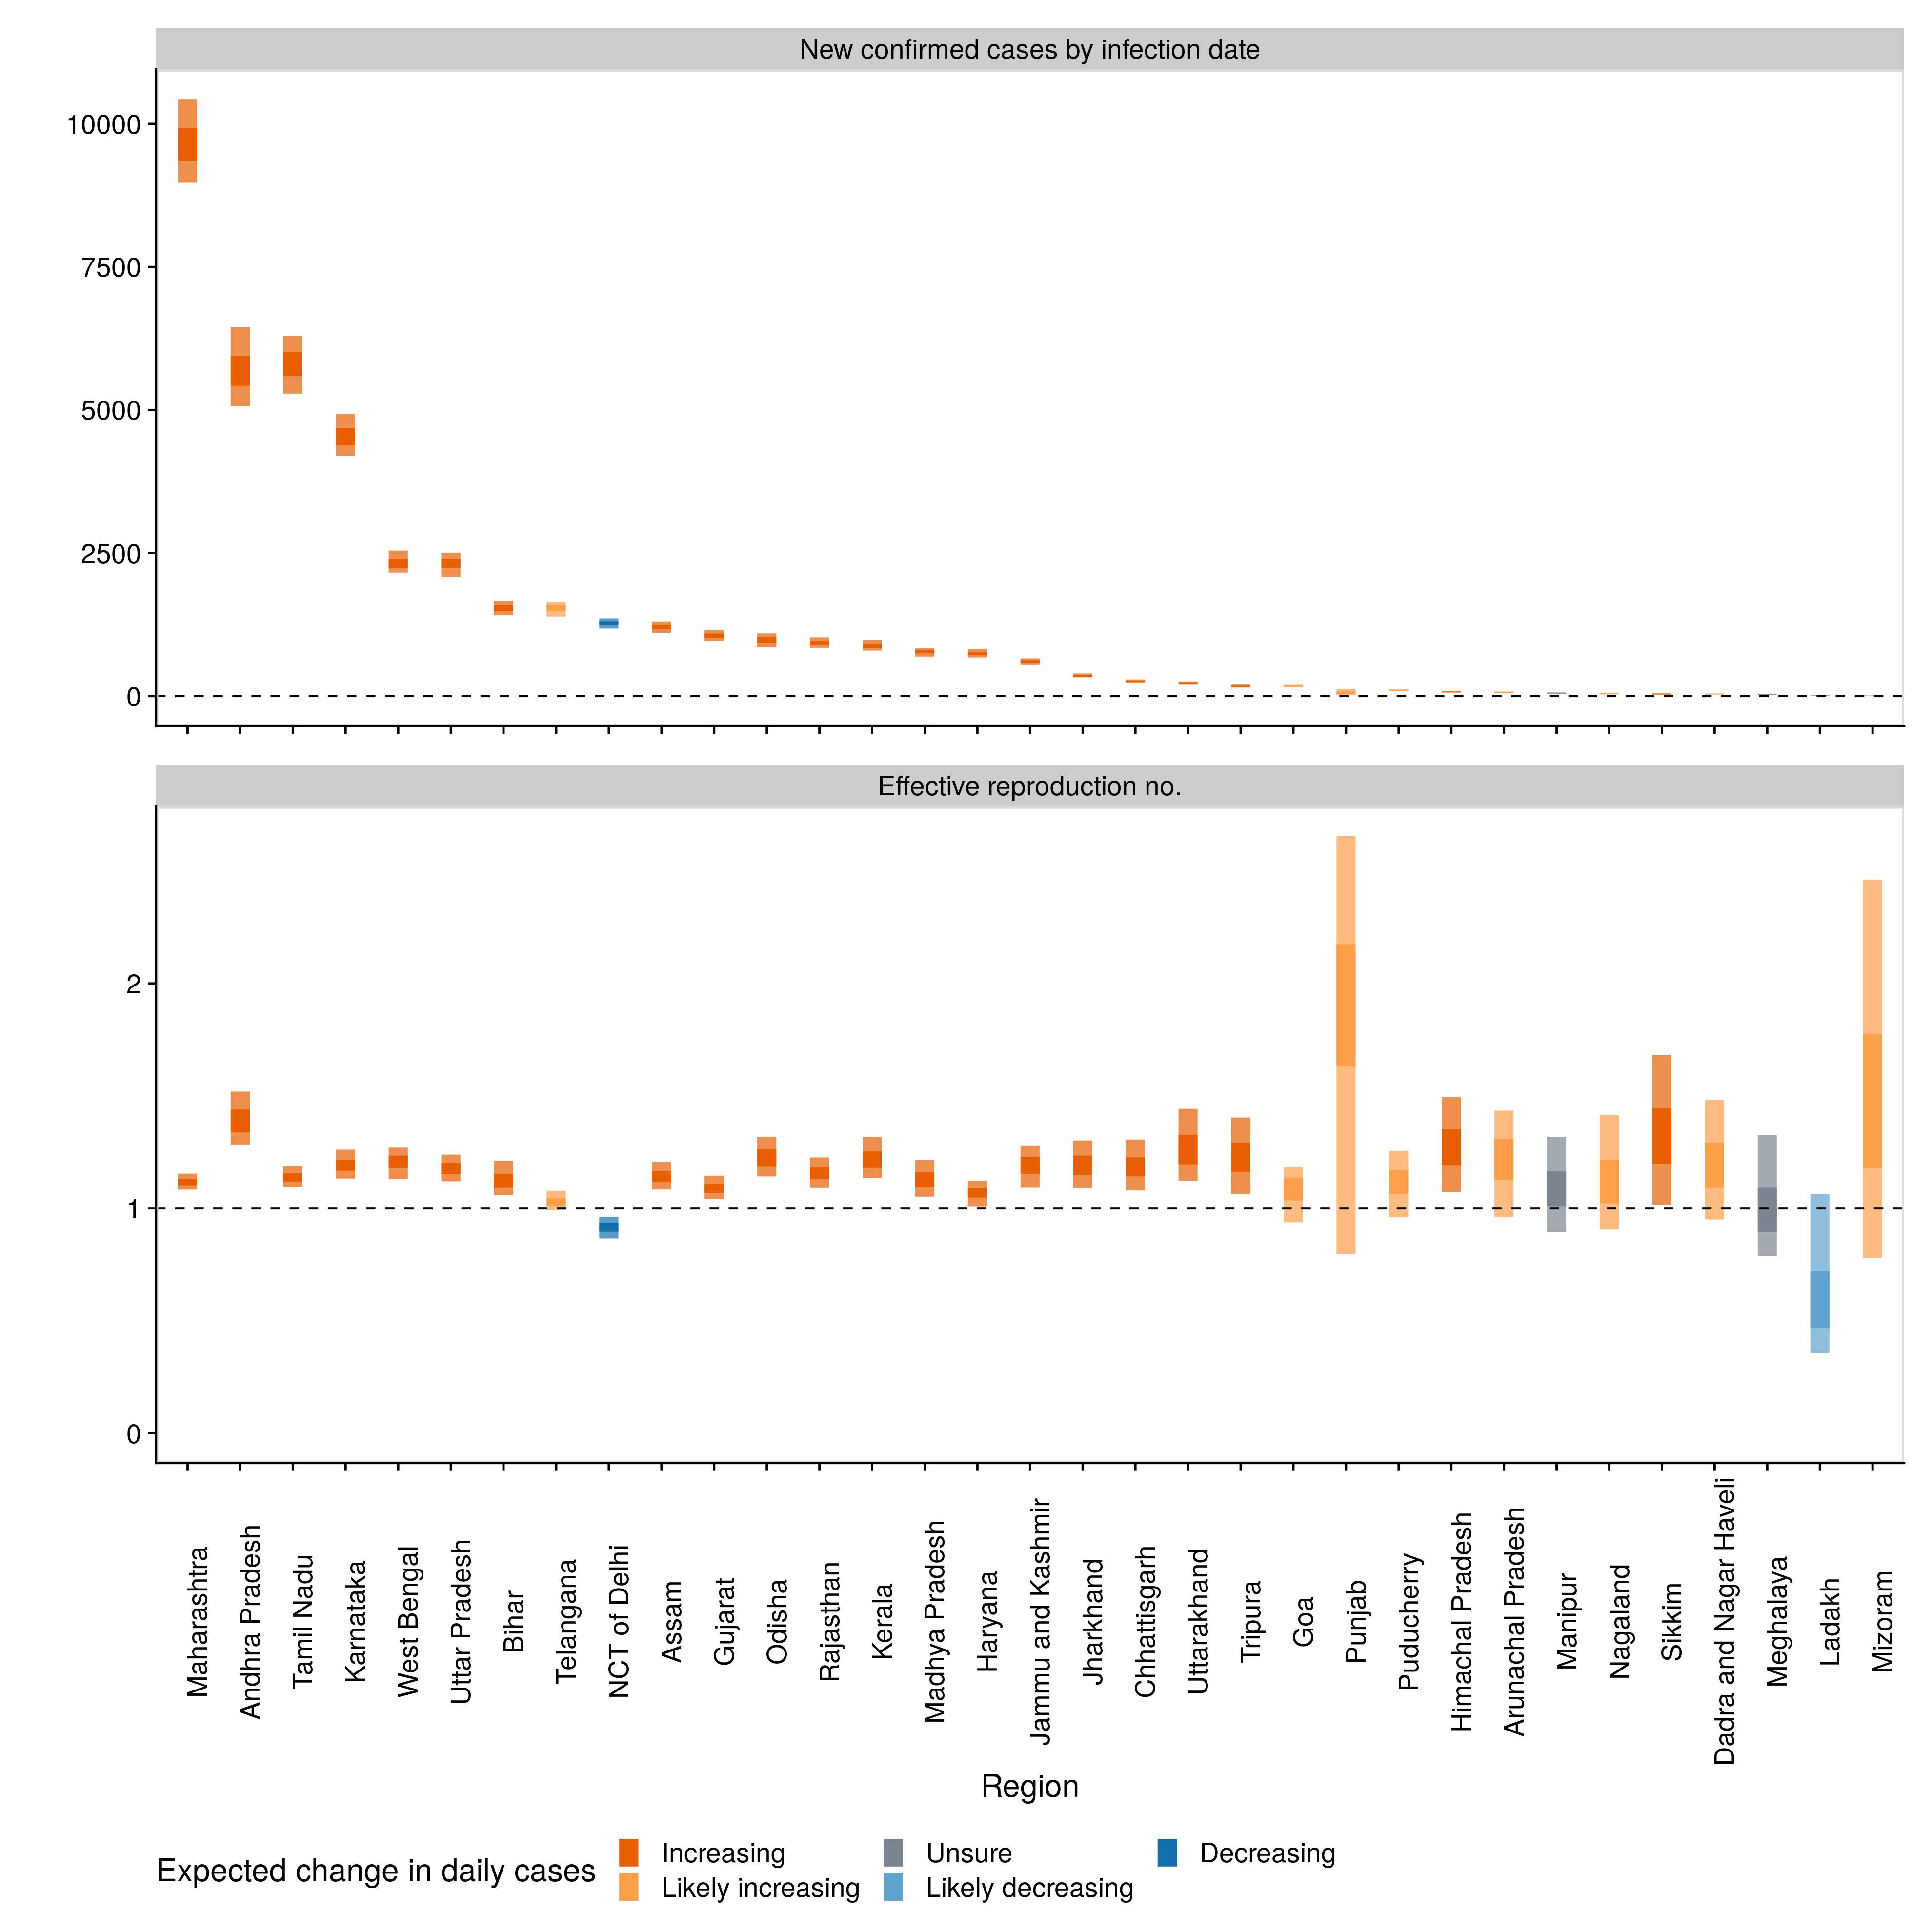 New confirmed cases by infection date
10000
7500
5000
2500
0
Effective reproduction no.
2
1
0
Maharashtra
Andhra Pradesh
Tamil Nadu
Karnataka
West Bengal
Uttar Pradesh
Bihar
Telangana
NCT of Delhi
Assam
Gujarat
Odisha
Rajasthan
Kerala
Madhya Pradesh
Haryana
Jammu and Kashmir
Jharkhand
Chhattisgarh
Uttarakhand
Tripura
Goa
Punjab
Puducherry
Himachal Pradesh
Arunachal Pradesh
Manipur
Nagaland
Sikkim
Dadra and Nagar Haveli
Meghalaya
Ladakh
Mizoram
Region
Expected change in daily cases
Increasing
Likely increasing
Unsure
Likely decreasing
Decreasing